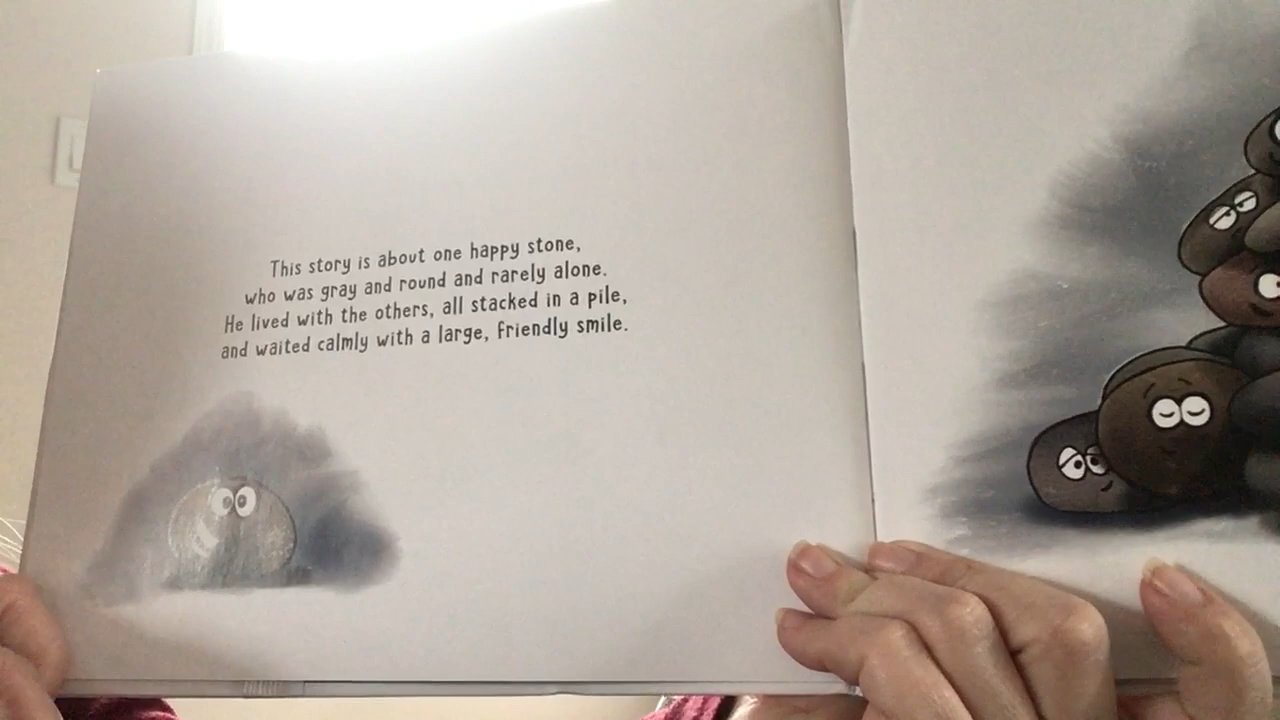 This story is about one happy stone,
who was gray and round and rarely alone.
He lived with the others, all stacked in a pile,
and waited calmly with a large, friendly smile.